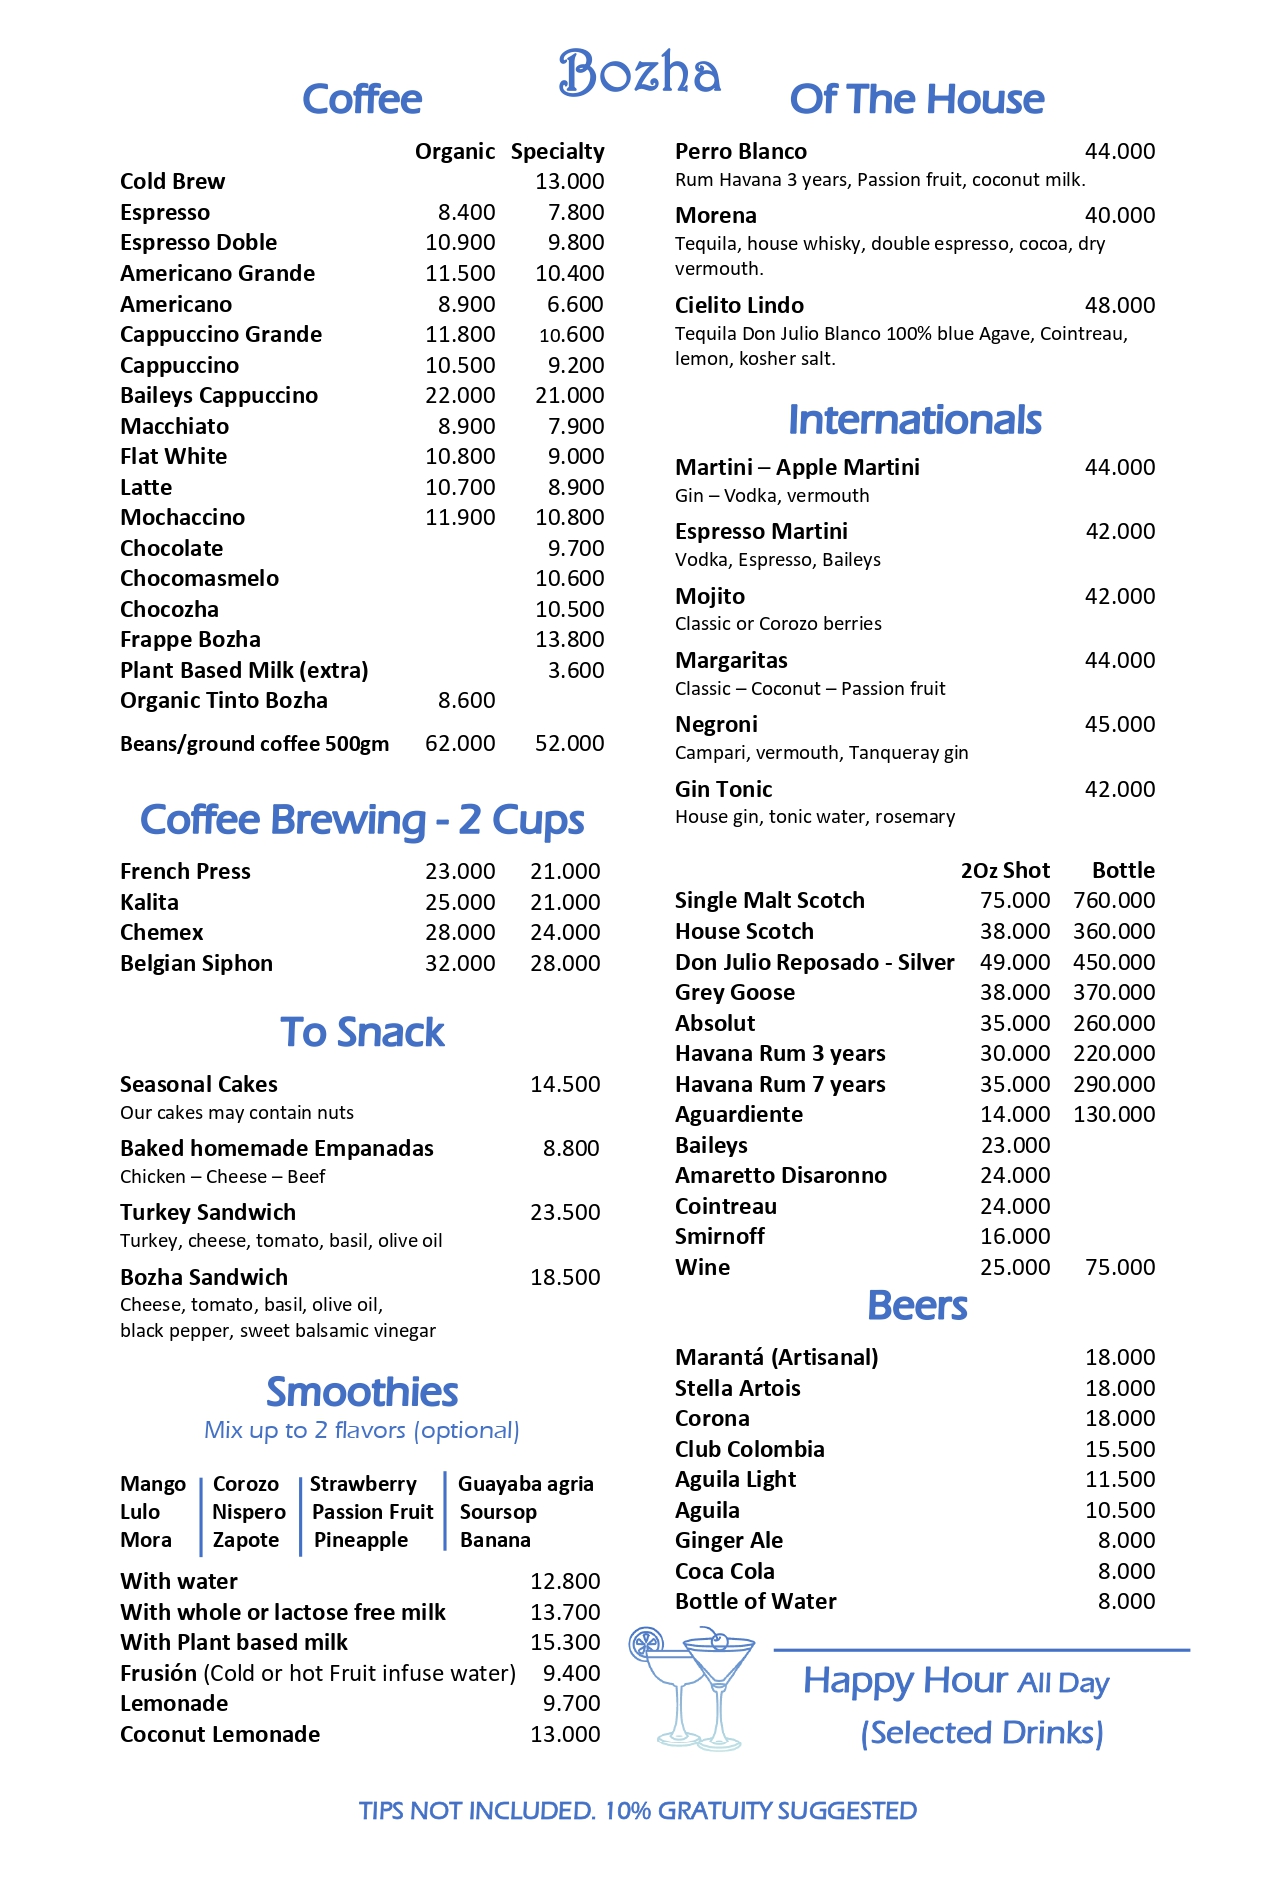 Bozha
Coffee
Organic Specialty
Cold Brew 13.000
Espresso 8.400 7.800
Espresso Doble 10.900 9.800
Americano Grande 11.500 10.400
Americano 8.900 6.600
Cappuccino Grande 11.800 10.600
Cappuccino 10.500 9.200
Baileys Cappuccino 22.000 21.000
Macchiato 8.900 7.900
Flat White 10.800 9.000
Latte 10.700 8.900
Mochaccino 11.900 10.800
Chocolate 9.700
Chocomasmelo 10.600
Chocozha 10.500
Frappe Bozha 13.800
Plant Based Milk (extra) 3.600
Organic Tinto Bozha 8.600
Beans/ground coffee 500gm 62.000 52.000
Coffee Brewing - 2 Cups
French Press 23.000 21.000
Kalita 25.000 21.000
Chemex 28.000 24.000
Belgian Siphon 32.000 28.000
To Snack
Seasonal Cakes 14.500
Our cakes may contain nuts
Baked homemade Empanadas 8.800
Chicken – Cheese – Beef
Turkey Sandwich 23.500
Turkey, cheese, tomato, basil, olive oil
Bozha Sandwich 18.500
Cheese, tomato, basil, olive oil,
black pepper, sweet balsamic vinegar
Smoothies
Mix up to 2 flavors (optional)
Mango Corozo Strawberry Guayaba agria
Lulo Nispero Passion Fruit Soursop
Mora Zapote Pineapple Banana
With water 12.800
With whole or lactose free milk 13.700
With Plant based milk 15.300
Frusión (Cold or hot Fruit infuse water) 9.400
Lemonade 9.700
Coconut Lemonade 13.000
Of The House
Perro Blanco 44.000
Rum Havana 3 years, Passion fruit, coconut milk.
Morena 40.000
Tequila, house whisky, double espresso, cocoa, dry
vermouth.
Cielito Lindo 48.000
Tequila Don Julio Blanco 100% blue Agave, Cointreau,
lemon, kosher salt.
Internationals
Martini – Apple Martini 44.000
Gin – Vodka, vermouth
Espresso Martini 42.000
Vodka, Espresso, Baileys
Mojito 42.000
Classic or Corozo berries
Margaritas 44.000
Classic – Coconut – Passion fruit
Negroni 45.000
Campari, vermouth, Tanqueray gin
Gin Tonic 42.000
House gin, tonic water, rosemary
2Oz Shot Bottle
Single Malt Scotch 75.000 760.000
House Scotch 38.000 360.000
Don Julio Reposado - Silver 49.000 450.000
Grey Goose 38.000 370.000
Absolut 35.000 260.000
Havana Rum 3 years 30.000 220.000
Havana Rum 7 years 35.000 290.000
Aguardiente 14.000 130.000
Baileys 23.000
Amaretto Disaronno 24.000
Cointreau 24.000
Smirnoff 16.000
Wine 25.000 75.000
Beers
Marantá (Artisanal) 18.000
Stella Artois 18.000
Corona 18.000
Club Colombia 15.500
Aguila Light 11.500
Aguila 10.500
Ginger Ale 8.000
Coca Cola 8.000
Bottle of Water 8.000
Happy Hour All Day
(Selected Drinks)
TIPS NOT INCLUDED. 10% GRATUITY SUGGESTED